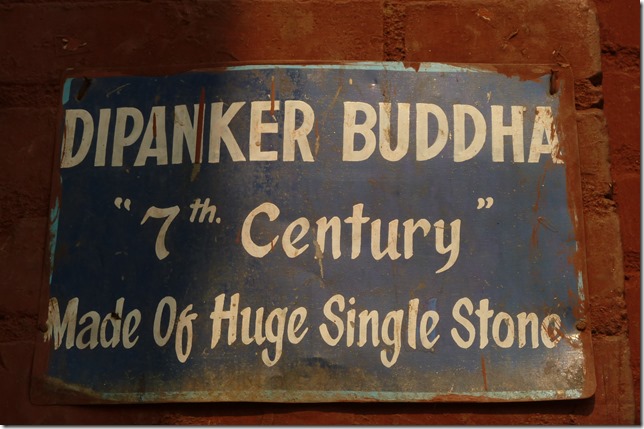 DIPANKER BUDDHA
"7th. Century"
Made Of Huge Single Stone